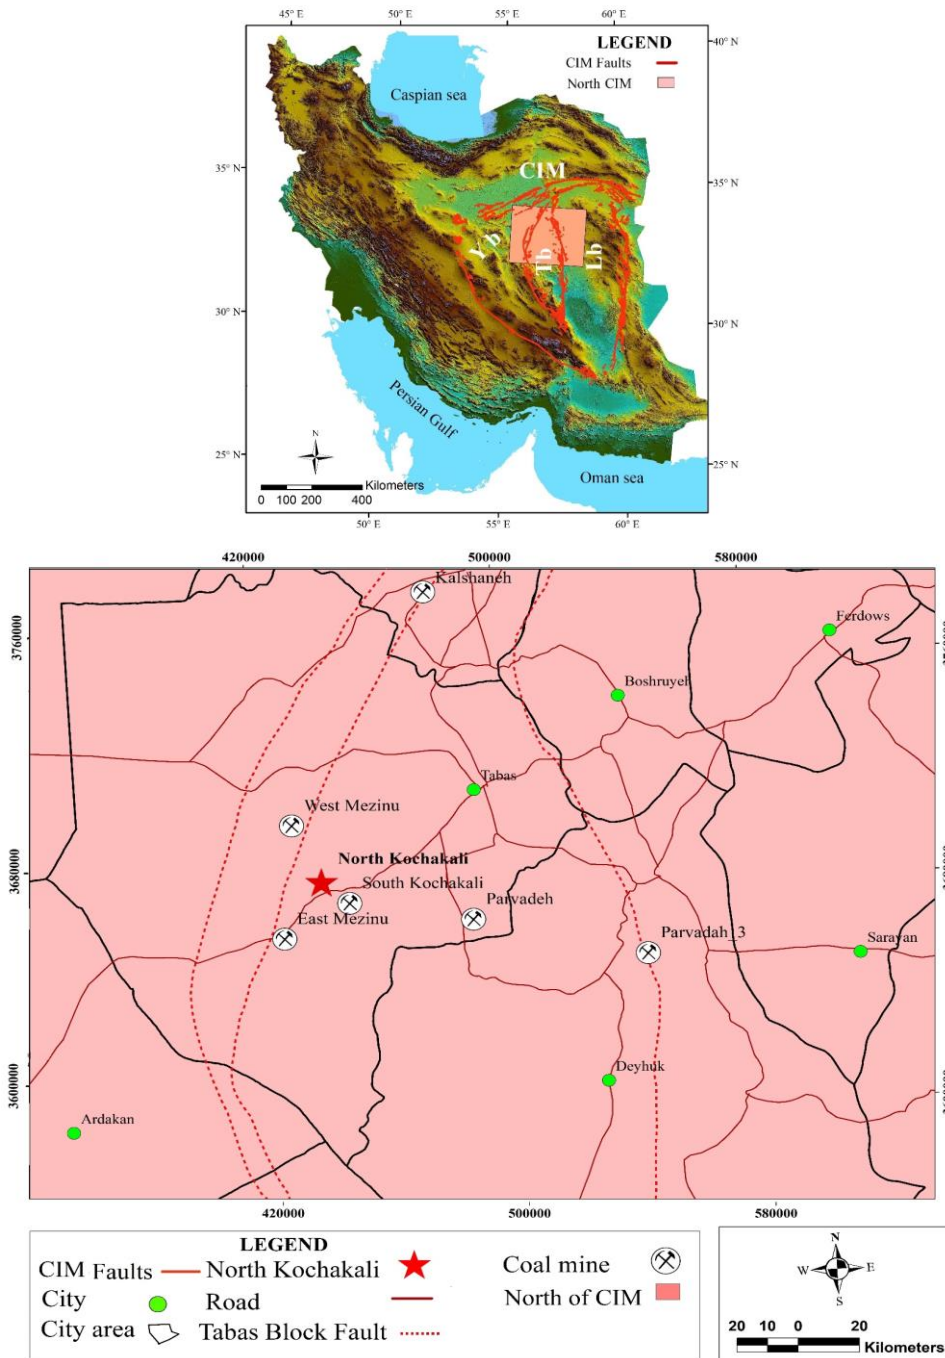 45° E
50° E
55° E
60° E
40° N
LEGEND
CIM Faults
North CIM
Caspian sea
35° N
35° N
CIM
Yb
Tb
Lb
30° N
30° N
Persian Gulf
N
25° N
25° N
Kilometers
0 100 200 400
Oman sea
50° E
55° E
60° E
420000
500000
580000
Kalshaneh
3760000
Ferdows
Boshruyeh
Tabas
West Mezinu
North Kochakali
3680000
South Kochakali
East Mezinu
Parvadeh
Parvadah_3
Sarayan
3600000
Deyhuk
Ardakan
420000
500000
580000
LEGEND
CIM Faults
North Kochakali
Coal mine
City
Road
North of CIM
City area
Tabas Block Fault
N
W
E
S
20 10 0 20
Kilometers